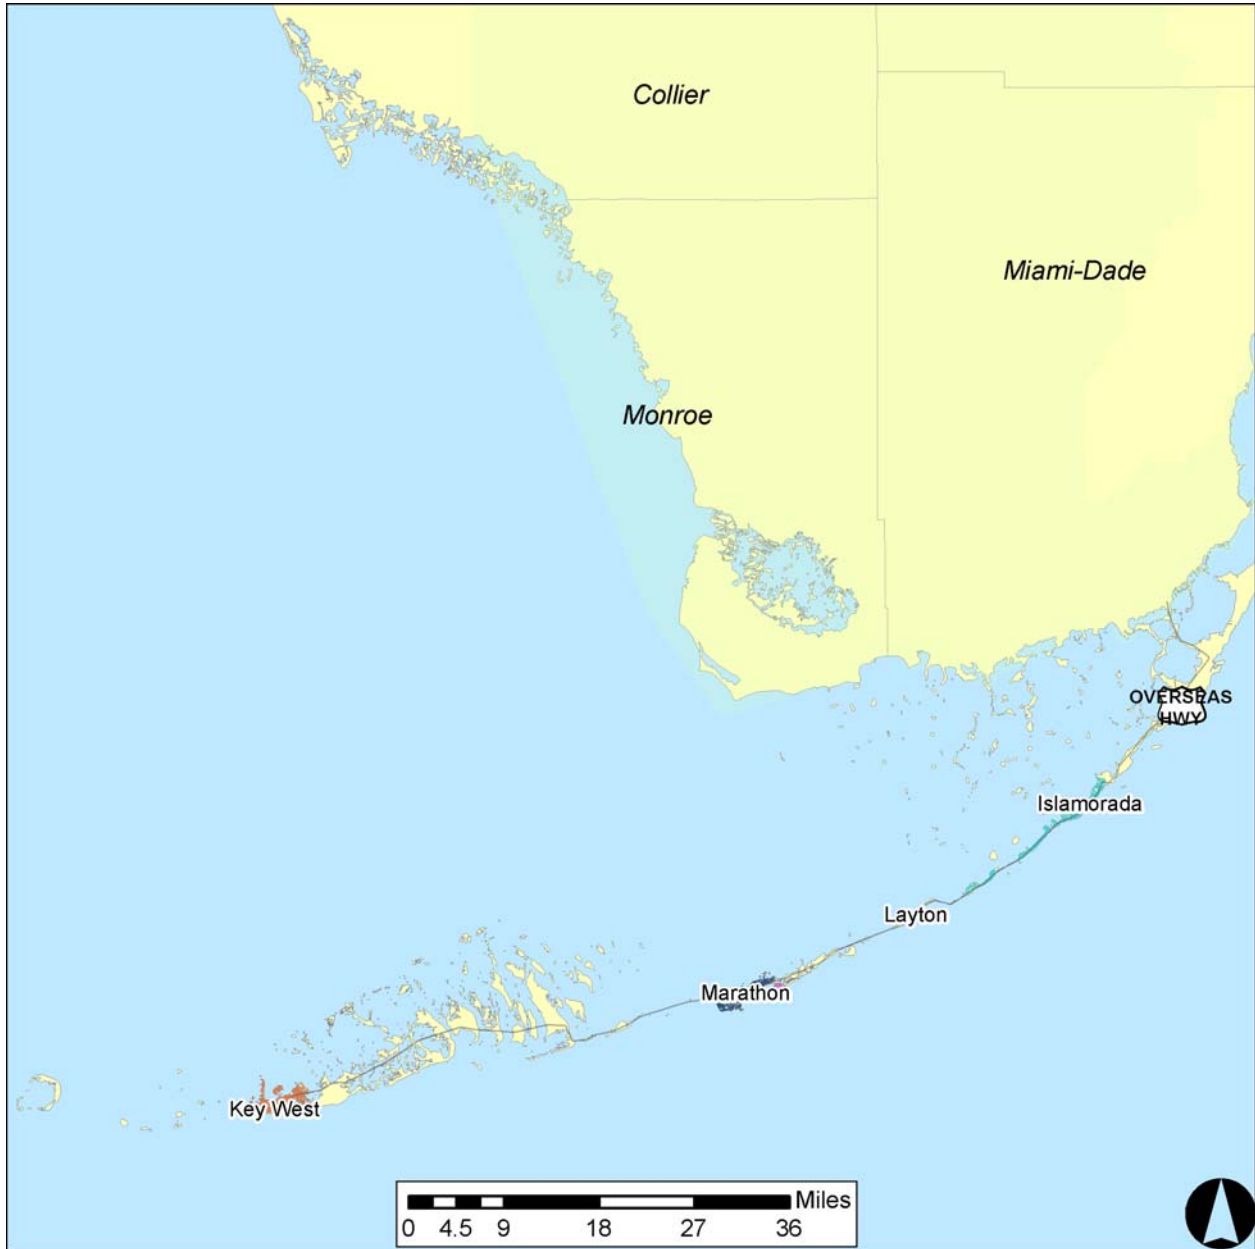 Collier
Miami-Dade
Monroe
OVERSEAS
HWY
Islamorada
Layton
Marathon
Key West
Miles
0 4.5 9 18 27 36